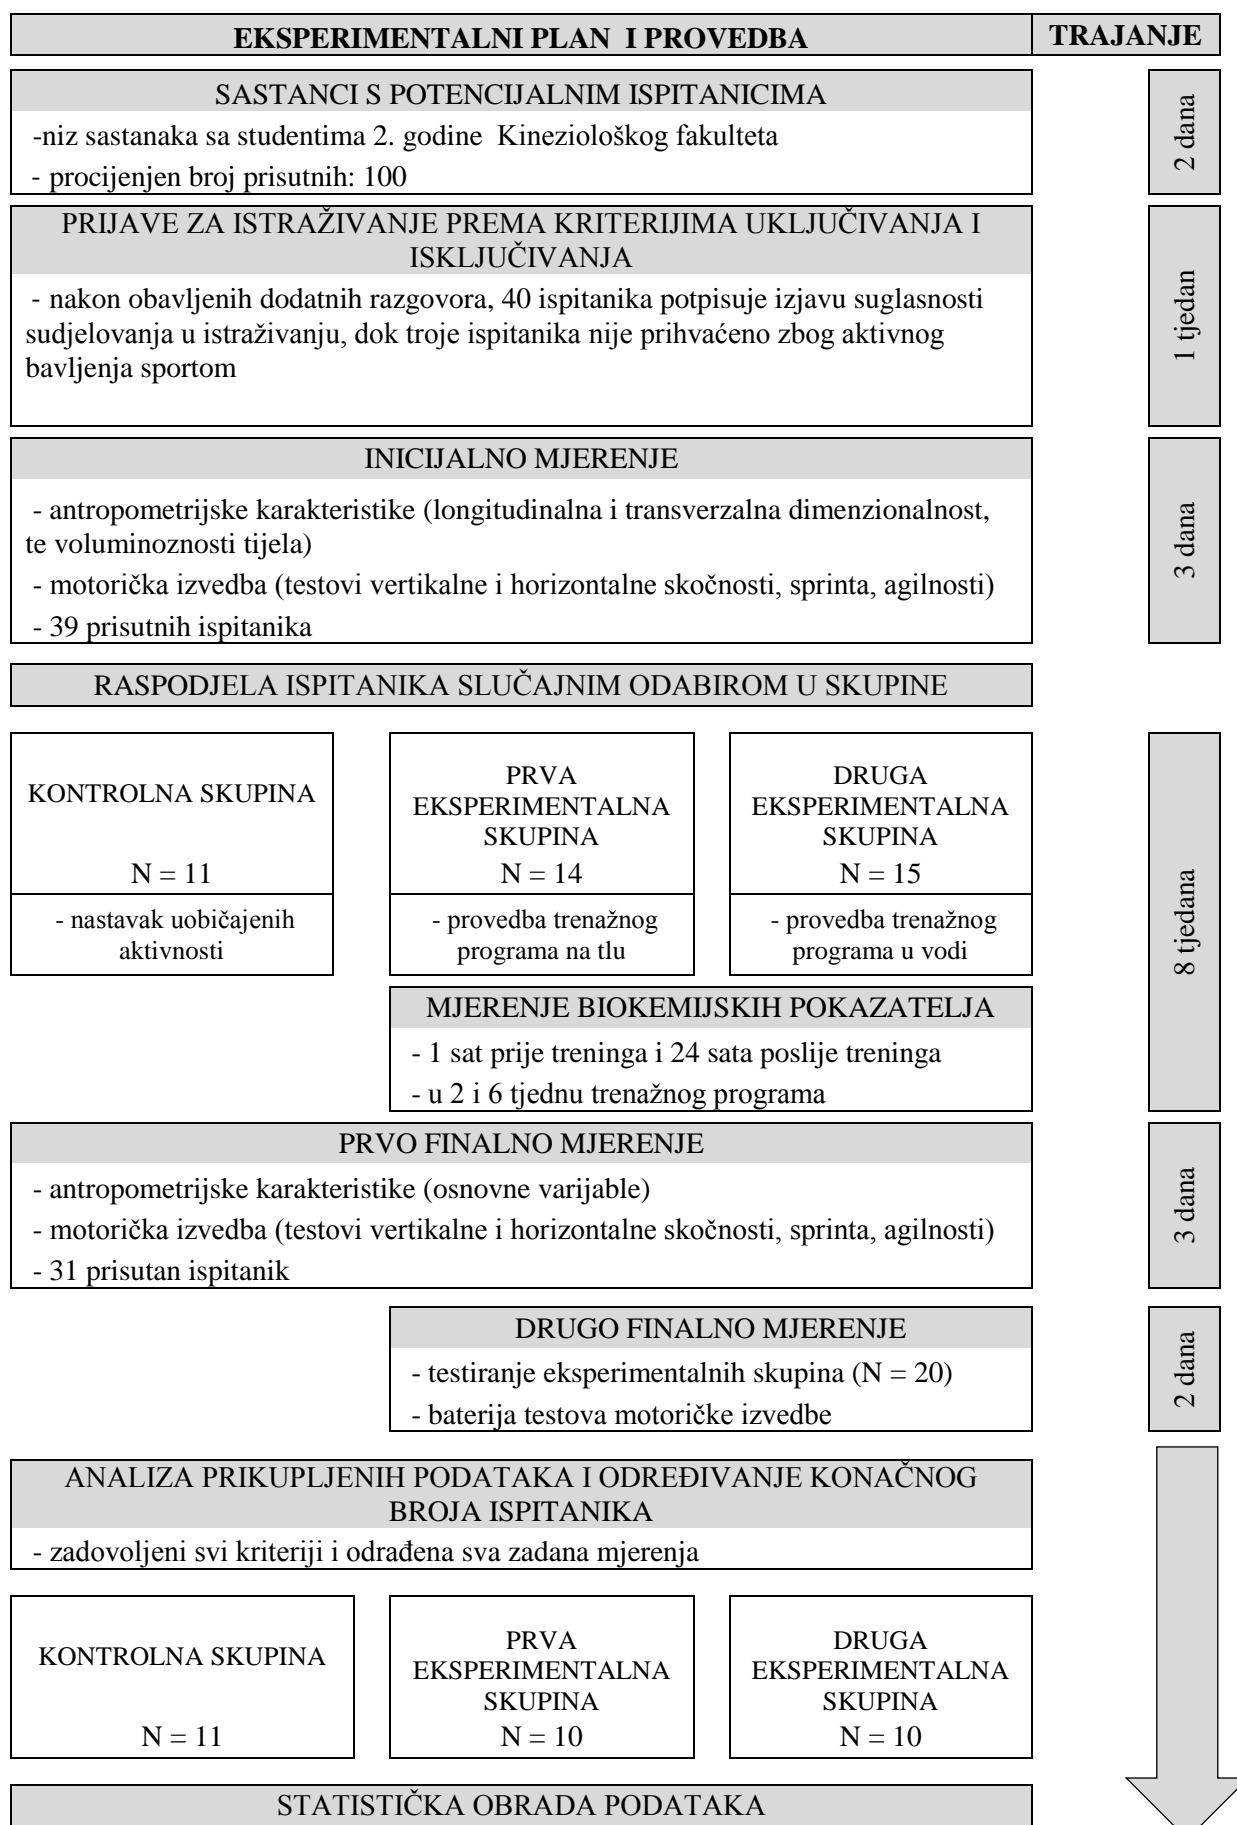 EKSPERIMENTALNI PLAN I PROVEDBA
TRAJANJE
SASTANCI S POTENCIJALNIM ISPITANICIMA
-niz sastanaka sa studentima 2. godine Kineziološkog fakulteta
- procijenjen broj prisutnih: 100
2 dana
PRIJAVE ZA ISTRAŽIVANJE PREMA KRITERIJIMA UKLJUČIVANJA I
ISKLJUČIVANJA
- nakon obavljenih dodatnih razgovora, 40 ispitanika potpisuje izjavu suglasnosti
sudjelovanja u istraživanju, dok troje ispitanika nije prihvaćeno zbog aktivnog
bavljenja sportom
1 tjedan
INICIJALNO MJERENJE
- antropometrijske karakteristike (longitudinalna i transverzalna dimenzionalnost,
te voluminoznosti tijela)
- motorička izvedba (testovi vertikalne i horizontalne skočnosti, sprinta, agilnosti)
- 39 prisutnih ispitanika
3 dana
RASPODJELA ISPITANIKA SLUČAJNIM ODABIROM U SKUPINE
KONTROLNA SKUPINA
N = 11
- nastavak uobičajenih
aktivnosti
PRVA
EKSPERIMENTALNA
SKUPINA
N = 14
- provedba trenažnog
programa na tlu
DRUGA
EKSPERIMENTALNA
SKUPINA
N = 15
- provedba trenažnog
programa u vodi
8 tjedana
MJERENJE BIOKEMIJSKIH POKAZATELJA
- 1 sat prije treninga i 24 sata poslije treninga
- u 2 i 6 tjednu trenažnog programa
PRVO FINALNO MJERENJE
- antropometrijske karakteristike (osnovne varijable)
- motorička izvedba (testovi vertikalne i horizontalne skočnosti, sprinta, agilnosti)
- 31 prisutan ispitanik
3 dana
DRUGO FINALNO MJERENJE
- testiranje eksperimentalnih skupina (N = 20)
- baterija testova motoričke izvedbe
2 dana
ANALIZA PRIKUPLJENIH PODATAKA I ODREĐIVANJE KONAČNOG
BROJA ISPITANIKA
- zadovoljeni svi kriteriji i odrađena sva zadana mjerenja
KONTROLNA SKUPINA
N = 11
PRVA
EKSPERIMENTALNA
SKUPINA
N = 10
DRUGA
EKSPERIMENTALNA
SKUPINA
N = 10
STATISTIČKA OBRADA PODATAKA